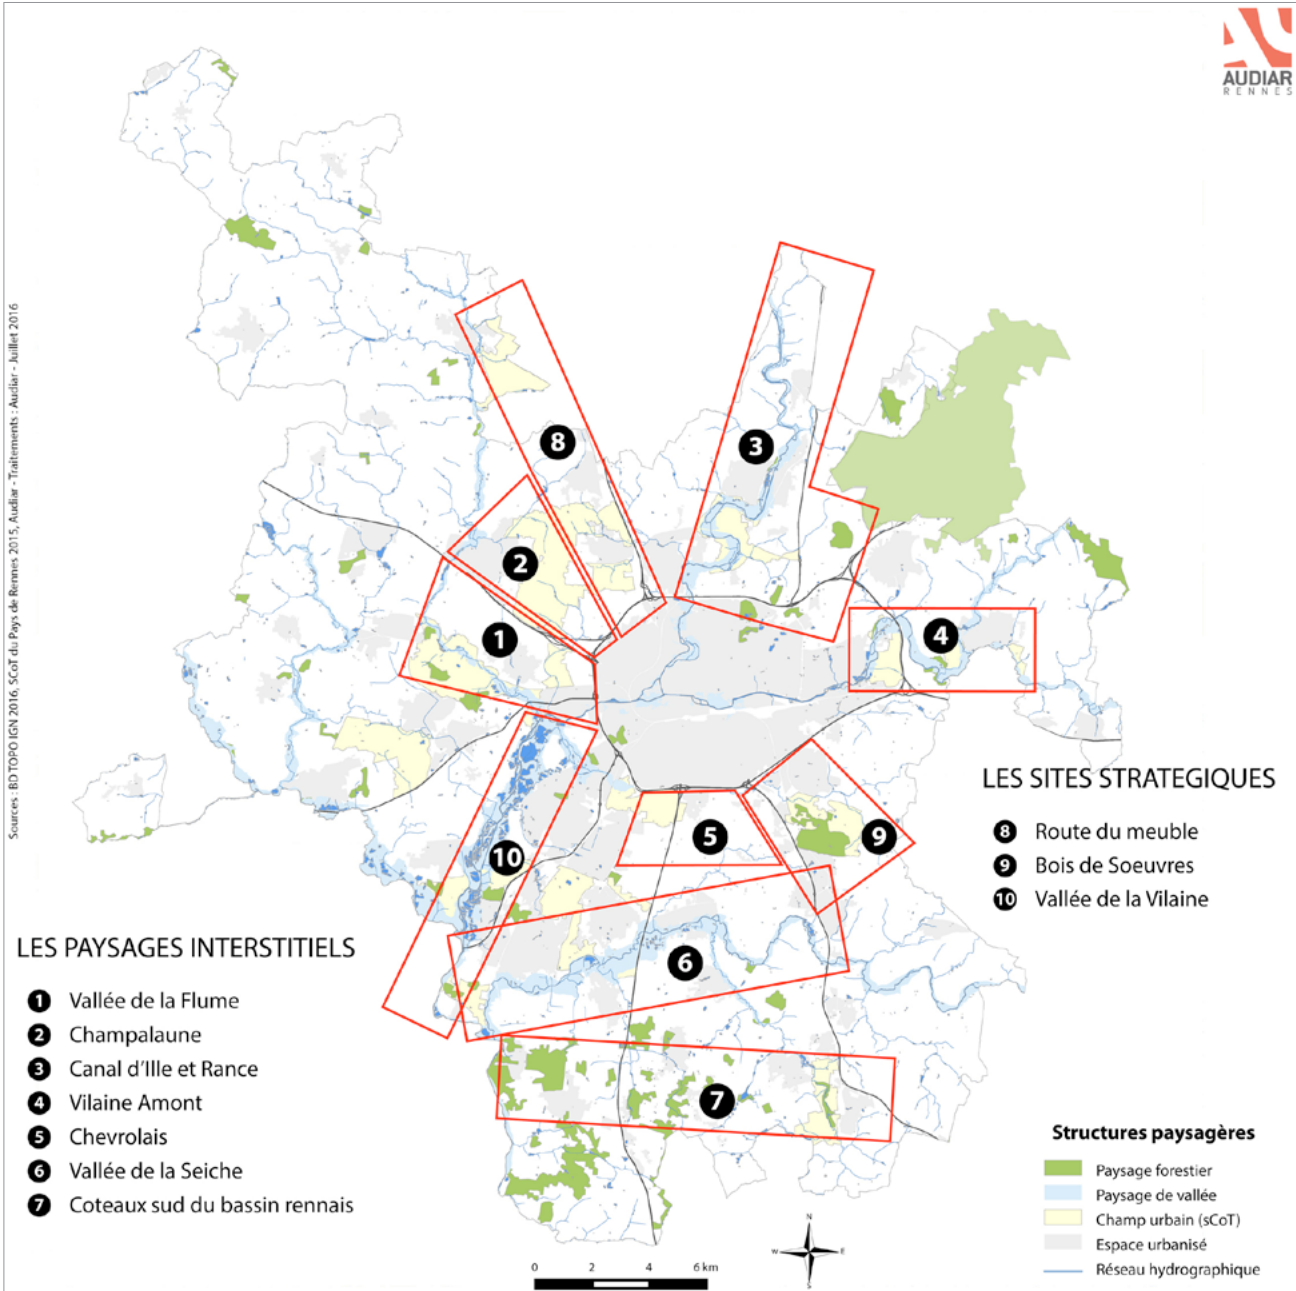 AUDIAR
RENNES
Sources : BD TOPO IGN 2016, SCoT du Pays de Rennes 2015, Audiar - Traitements : Audiar - Juillet 2016
8
3
2
1
4
5
9
10
6
7
LES SITES STRATEGIQUES
8 Route du meuble
9 Bois de Soeuvres
10 Vallée de la Vilaine
LES PAYSAGES INTERSTITIELS
1 Vallée de la Flume
2 Champalaune
3 Canal d'Ille et Rance
4 Vilaine Amont
5 Chevrolais
6 Vallée de la Seiche
7 Coteaux sud du bassin rennais
Structures paysagères
Paysage forestier
Paysage de vallée
Champ urbain (sCoT)
Espace urbanisé
Réseau hydrographique
N
W E
S
0 2 4 6 km